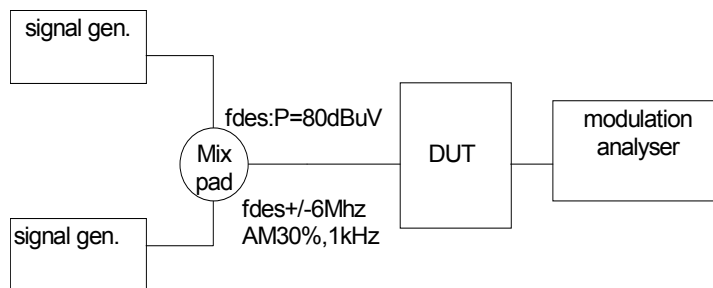 signal gen.
fdes:P=80dBuV
Mix
pad
DUT
modulation
analyser
fdes+/-6Mhz
AM30%,1kHz
signal gen.